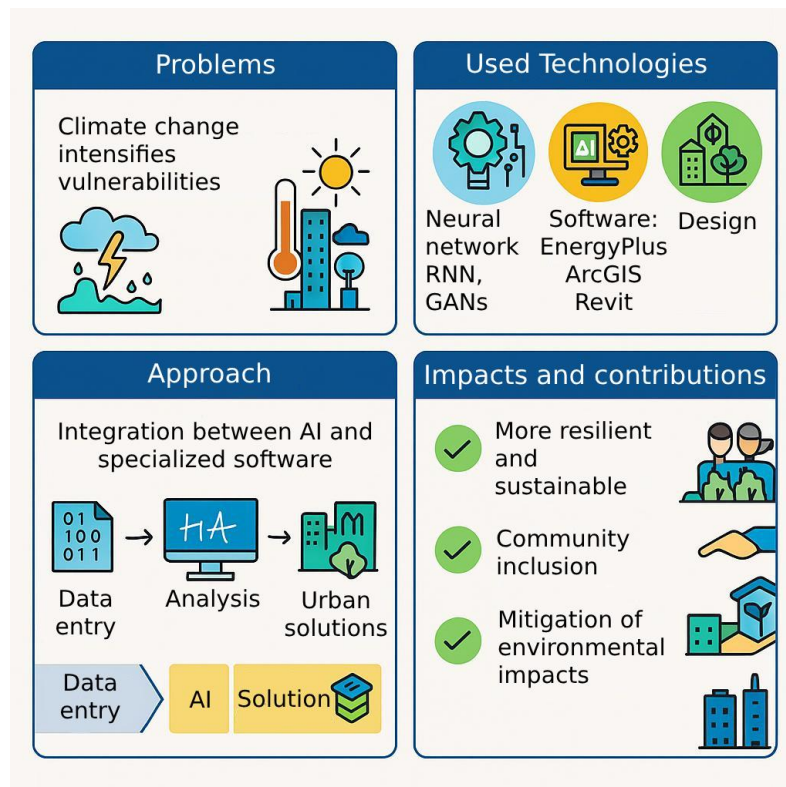 Problems
Climate change
intensifies
vulnerabilities
Used Technologies
AI
Neural
network
RNN,
GANs
Software:
EnergyPlus
ArcGIS
Revit
Design
Approach
Integration between AI and
specialized software
01
100
011
HA
Data
entry
Analysis
Urban
solutions
Data
entry
AI
Solution
Impacts and contributions
More resilient
and
sustainable
Community
inclusion
Mitigation of
environmental
impacts